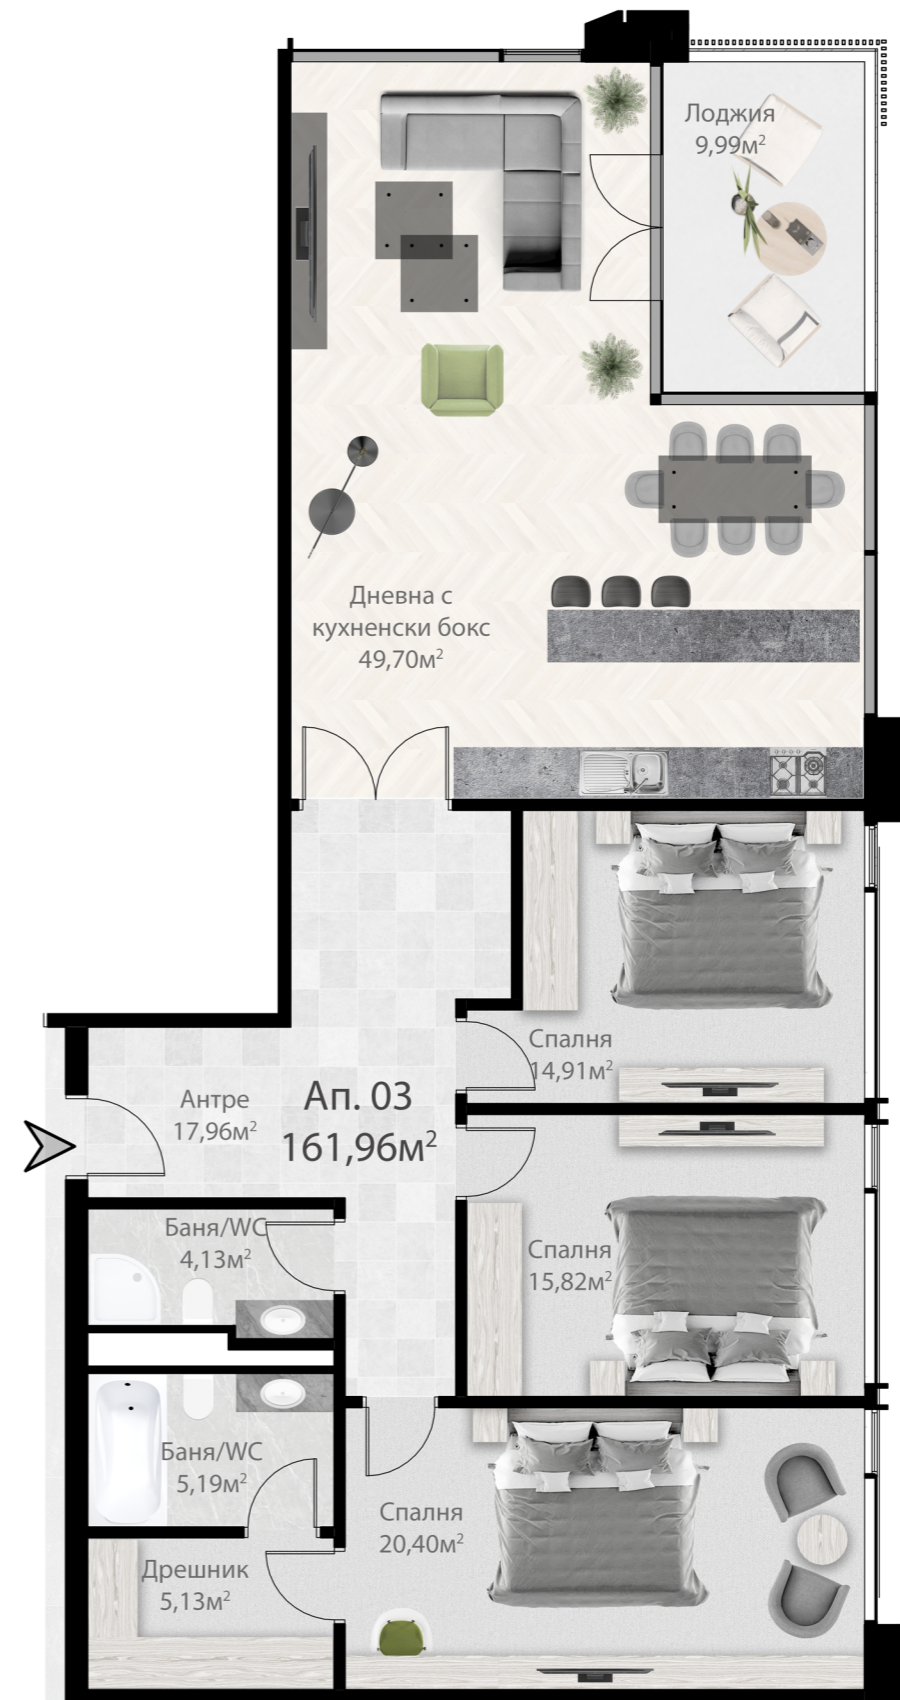 Лоджия
9,99м²
Дневна с
кухненски бокс
49,70м²
Спалня
14,91м²
Антре
17,96м²
Ап. 03
161,96м²
Баня/WC
4,13м²
Спалня
15,82м²
Баня/WC
5,19м²
Спалня
20,40м²
Дрешник
5,13м²